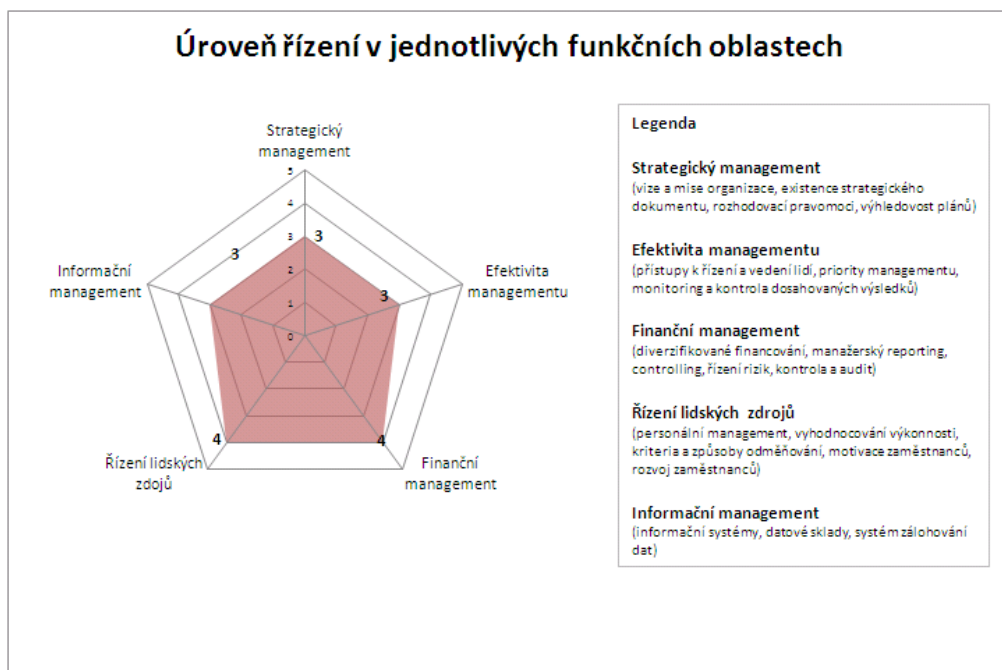 Úroveň řízení v jednotlivých funkčních oblastech
Strategický
management
5
4
3
3
3
2
1
0
Informační
management
Efektivita
managementu
3
4
4
Řízení lidských
zdojů
Finanční
management
Legenda
Strategický management
(vize a mise organizace, existence strategického
dokumentu, rozhodovací pravomoci, výhledovost plánů)
Efektivita managementu
(přístupy k řízení a vedení lidí, priority managementu,
monitoring a kontrola dosahovaných výsledků)
Finanční management
(diverzifikované financování, manažerský reporting,
controlling, řízení rizik, kontrola a audit)
Řízení lidských zdrojů
(personální management, vyhodnocování výkonnosti,
kriteria a způsoby odměňování, motivace zaměstnanců,
rozvoj zaměstnanců)
Informační management
(informační systémy, datové sklady, systém zálohování
dat)